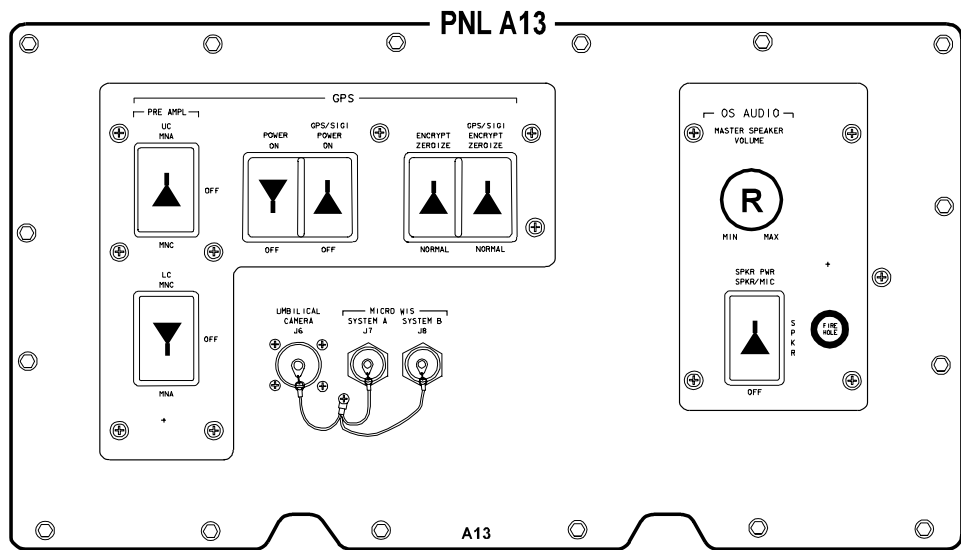 PNL A13
GPS
PRE AMPL
UC
MNA
OFF
MNC
LC
MNC
OFF
MNA
POWER
ON
OFF
GPS/SIGI
POWER
ON
OFF
ENCRYPT
ZEROIZE
NORMAL
GPS/SIGI
ENCRYPT
ZEROIZE
NORMAL
UMBILICAL
CAMERA
J6
MICRO WIS
SYSTEM A
J7
SYSTEM B
J8
OS AUDIO
MASTER SPEAKER
VOLUME
R
MIN MAX
SPKR PWR
SPKR/MIC
SPKR
OFF
FIRE
HOLE
A13